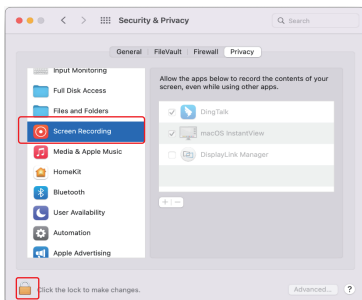 Security & Privacy
Search
General FileVault Firewall Privacy
Input Monitoring
Full Disk Access
Files and Folders
Screen Recording
Media & Apple Music
HomeKit
Bluetooth
User Availability
Automation
Apple Advertising
Allow the apps below to record the contents of your
screen, even while using other apps.
DingTalk
macOS InstantView
DisplayLink Manager
+ −
Click the lock to make changes.
Advanced... ?